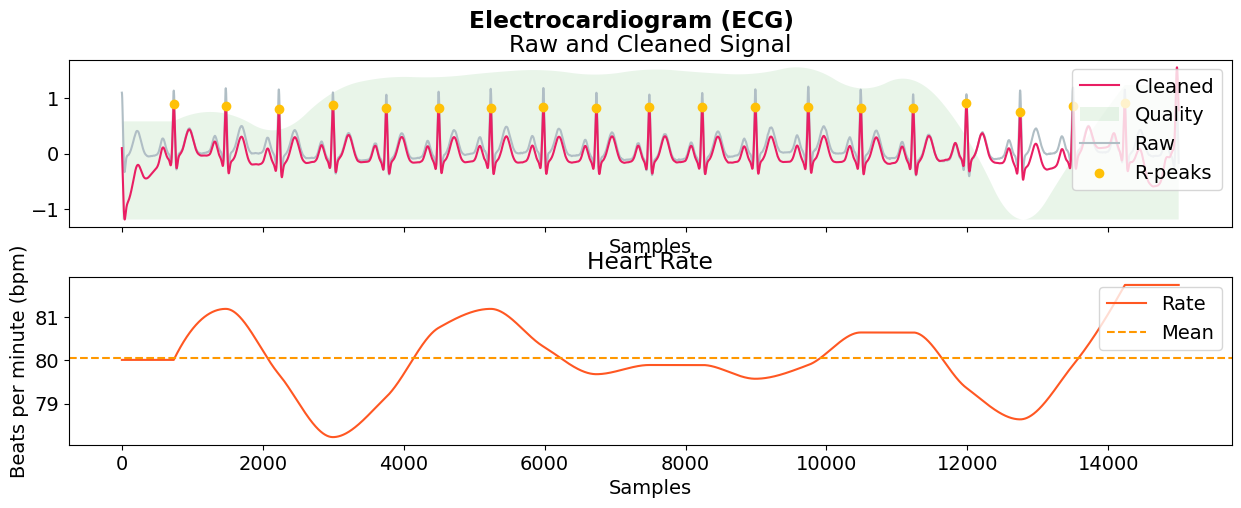 Electrocardiogram (ECG)
Raw and Cleaned Signal
1
0
−1
Cleaned
Quality
Raw
R-peaks
Samples
Heart Rate
Beats per minute (bpm)
81
80
79
Rate
Mean
0 2000 4000 6000 8000 10000 12000 14000
Samples